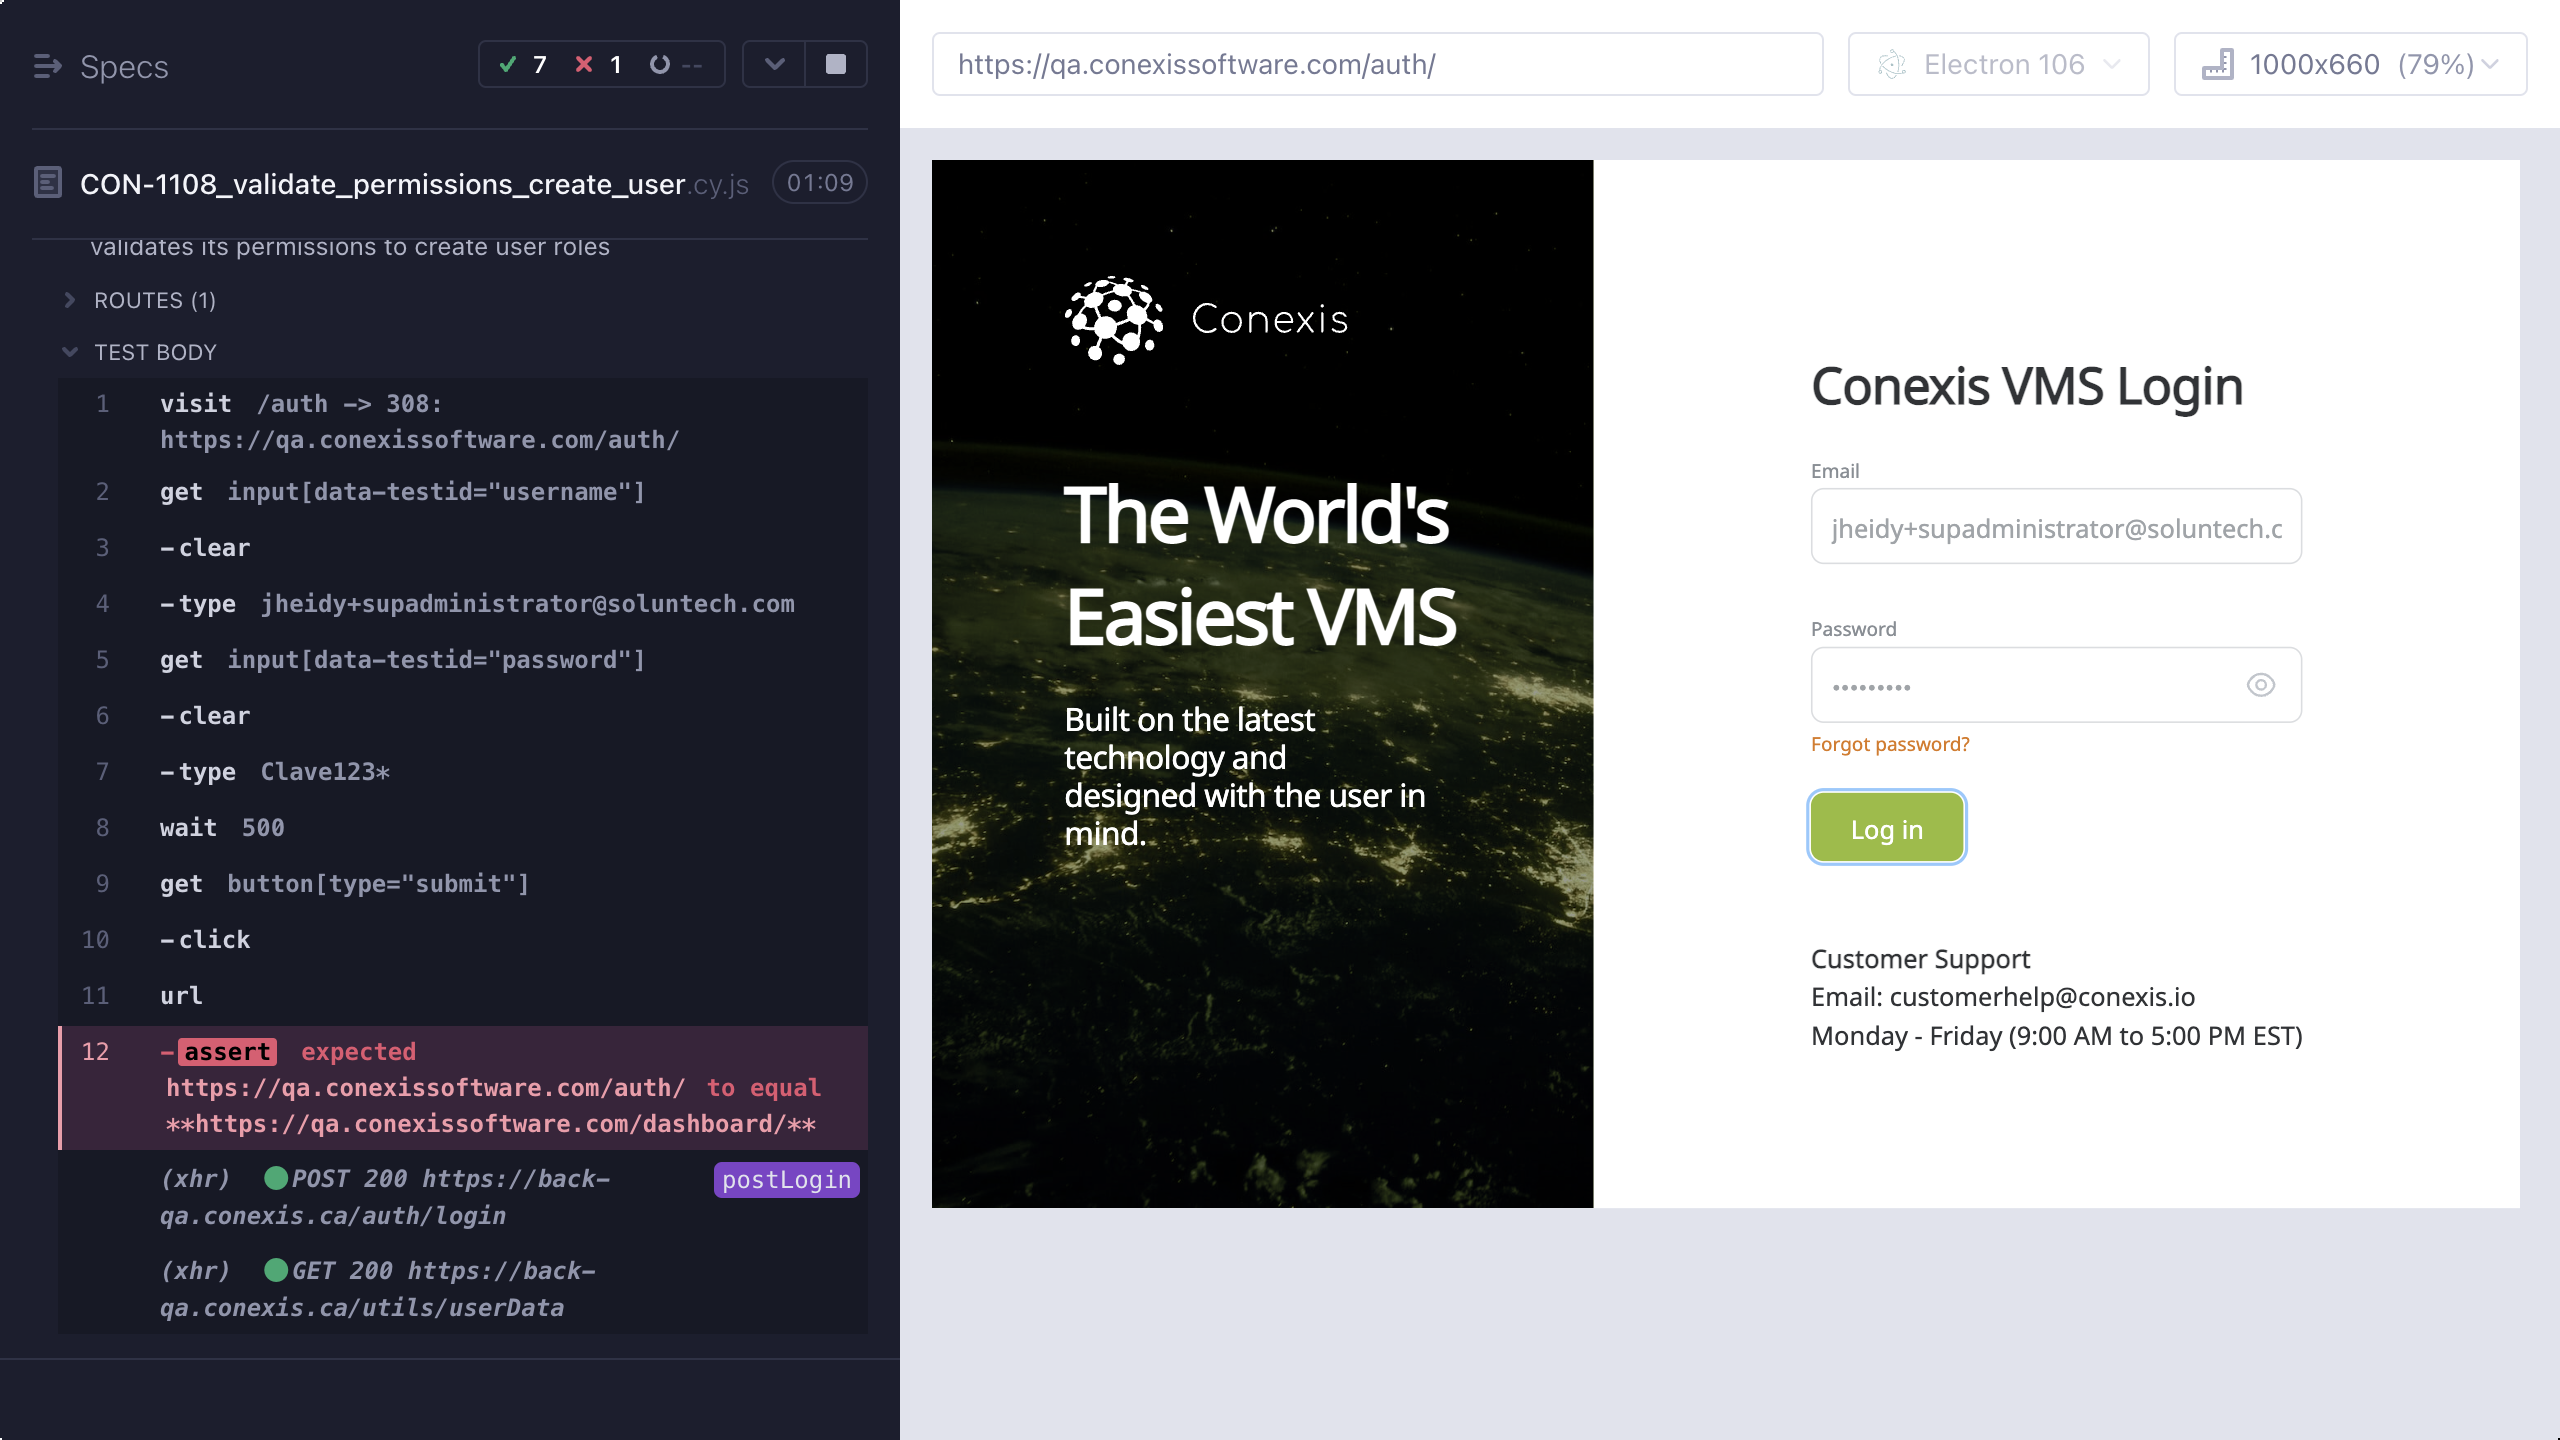 Specs
7 1 --
CON-1108_validate_permissions_create_user.cy.js 01:09
validates its permissions to create user roles
ROUTES (1)
TEST BODY
1 visit /auth -> 308:
https://qa.conexissoftware.com/auth/
2 get input[data-testid="username"]
3 -clear
4 -type jheidy+supadministrator@soluntech.com
5 get input[data-testid="password"]
6 -clear
7 -type Clave123*
8 wait 500
9 get button[type="submit"]
10 -click
11 url
12 -assert expected
https://qa.conexissoftware.com/auth/ to equal
**https://qa.conexissoftware.com/dashboard/**
(xhr) POST 200 https://back-
qa.conexis.ca/auth/login
postLogin
(xhr) GET 200 https://back-
qa.conexis.ca/utils/userData
https://qa.conexissoftware.com/auth/
Electron 106
1000x660 (79%)
Conexis
The World's
Easiest VMS
Built on the latest
technology and
designed with the user in
mind.
Conexis VMS Login
Email
jheidy+supadministrator@soluntech.c
Password
•••••••••
Forgot password?
Log in
Customer Support
Email: customerhelp@conexis.io
Monday - Friday (9:00 AM to 5:00 PM EST)